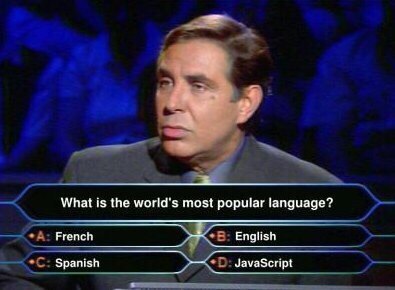 What is the world's most popular language?
A: French
B: English
C: Spanish
D: JavaScript